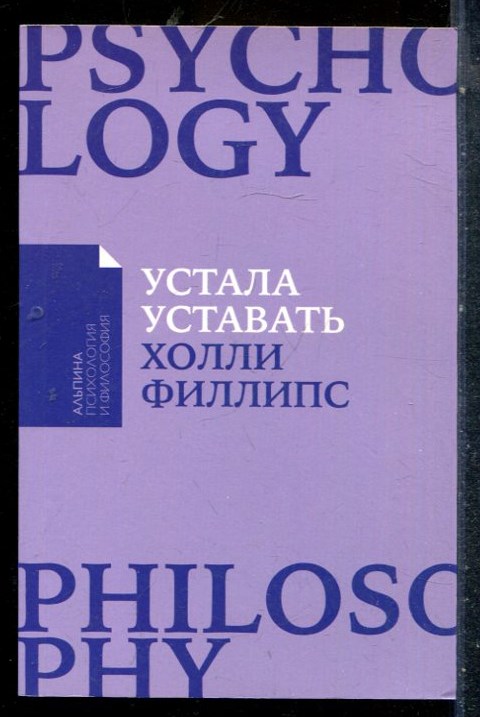 PSYCHO
LOGY
УСТАЛА
УСТАВАТЬ
ХОЛЛИ
ФИЛЛИПС
АЛЬПИНА
ПСИХОЛОГИЯ
И ФИЛОСОФИЯ
PHILOSO
PHY